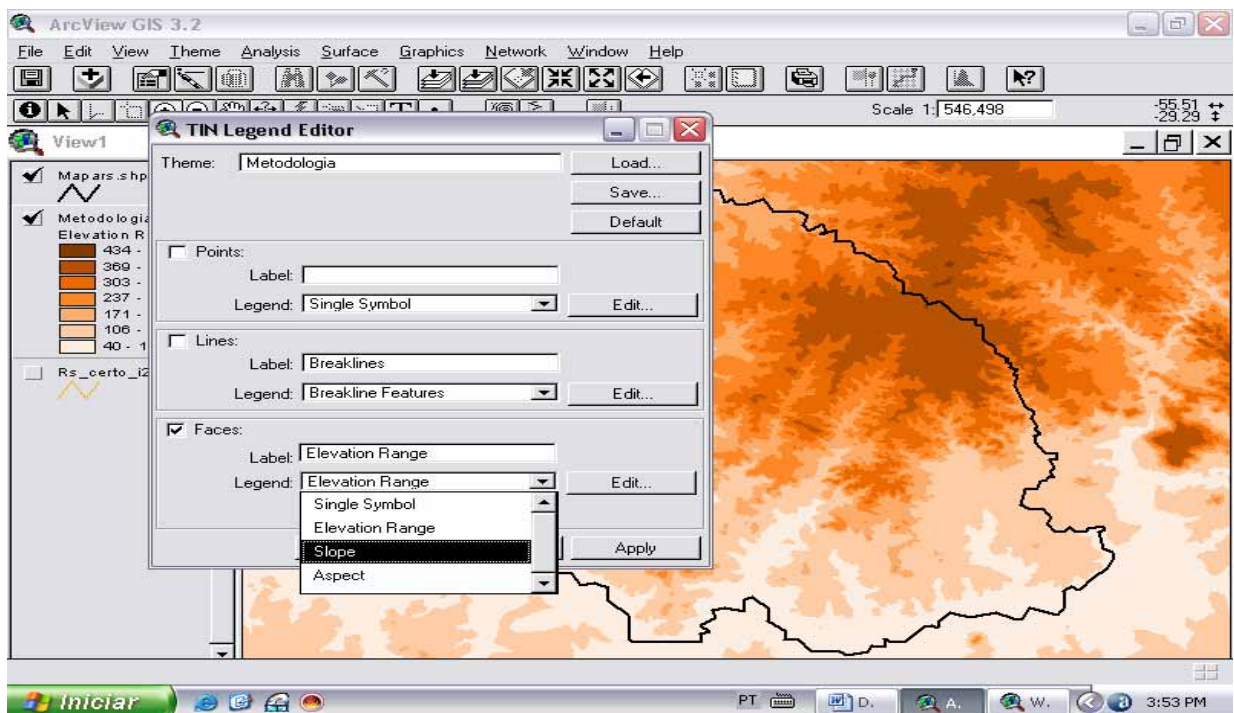 ArcView GIS 3.2
File Edit View Theme Analysis Surface Graphics Network Window Help
Scale 1: 546,498
-55.51
-29.29
View1
Mapars.shp
Metodologia
Elevation R
434 -
369 -
303 -
237 -
171 -
106 -
40 - 1
Rs_certo_i2
TIN Legend Editor
Theme: Metodologia
Load...
Save...
Default
Points:
Label:
Legend: Single Symbol
Edit...
Lines:
Label: Breaklines
Legend: Breakline Features
Edit...
Faces:
Label: Elevation Range
Legend: Elevation Range
Edit...
Single Symbol
Elevation Range
Slope
Aspect
Apply
Iniciar
PT
D.
A.
W.
3:53 PM